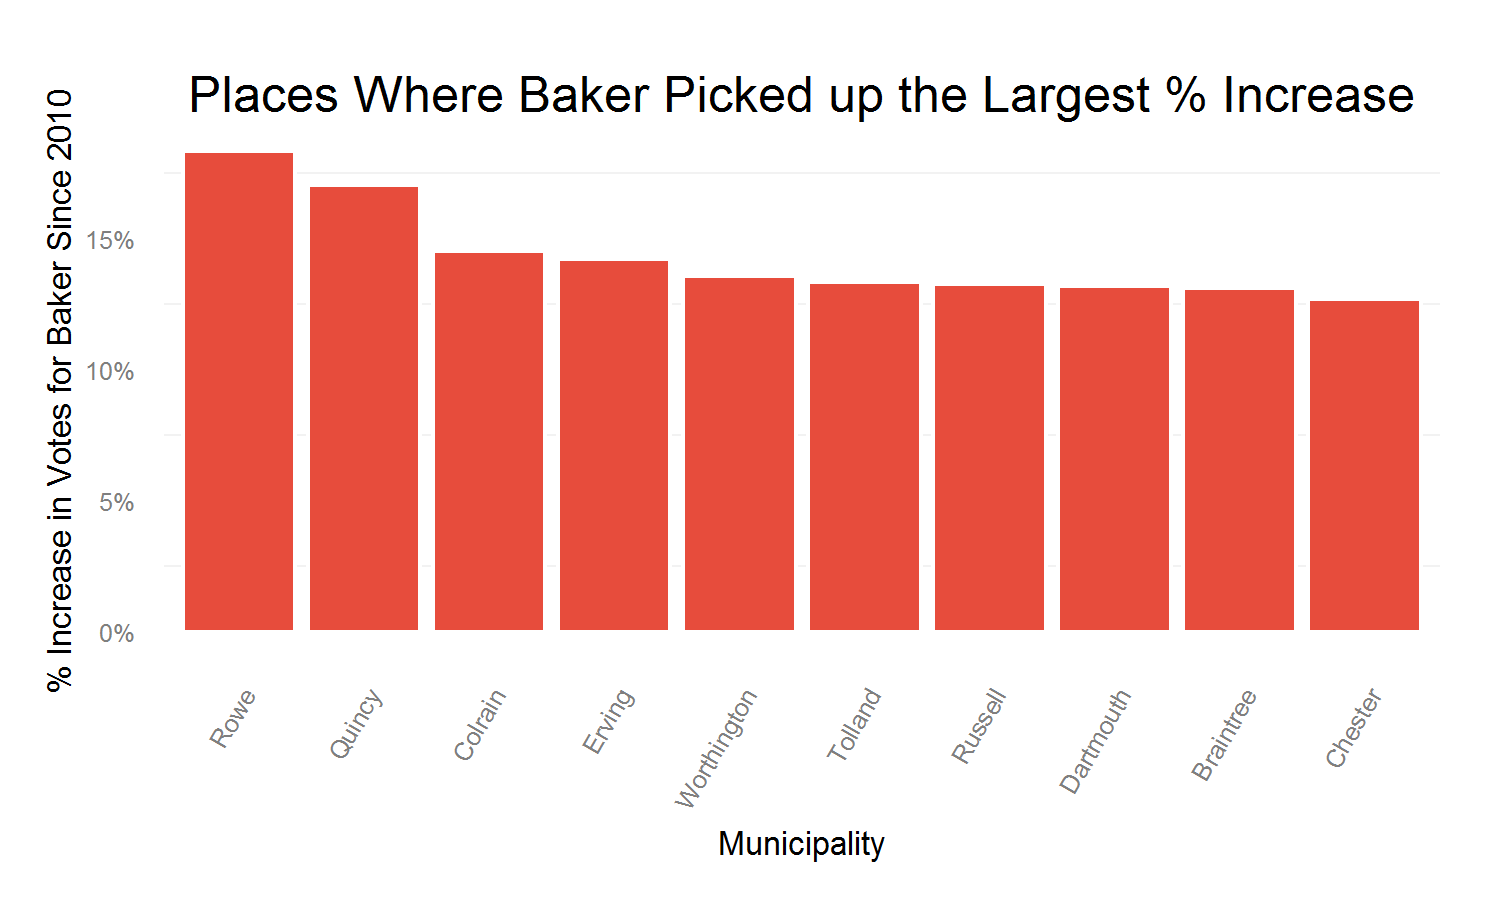 Places Where Baker Picked up the Largest % Increase
% Increase in Votes for Baker Since 2010
15%
10%
5%
0%
Rowe
Quincy
Colrain
Erving
Worthington
Tolland
Russell
Dartmouth
Braintree
Chester
Municipality